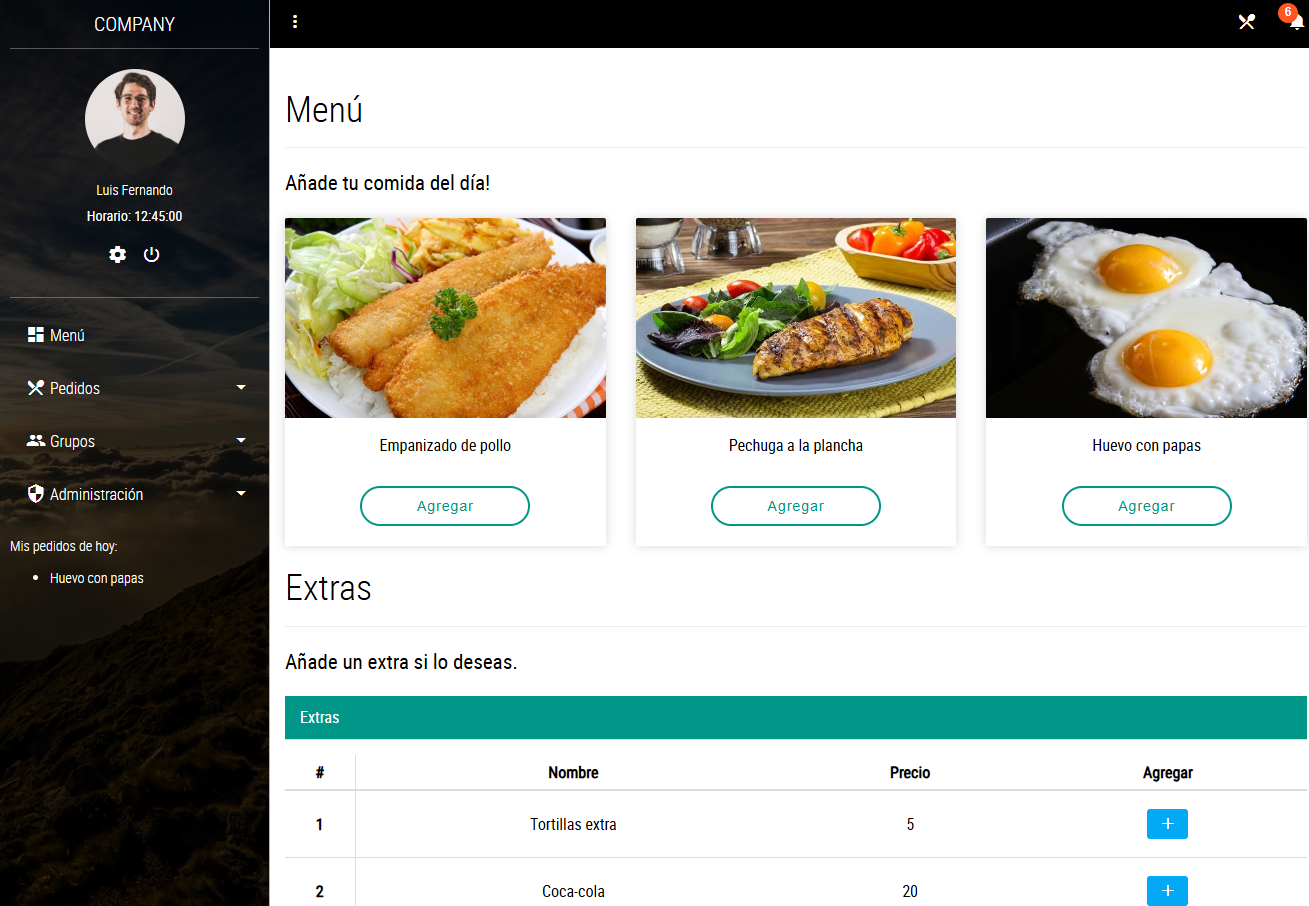 COMPANY
6
Luis Fernando
Horario: 12:45:00
Menú
Pedidos
Grupos
Administración
Mis pedidos de hoy:
Huevo con papas
Menú
Añade tu comida del día!
Empanizado de pollo
Pechuga a la plancha
Huevo con papas
Agregar
Agregar
Agregar
Extras
Añade un extra si lo deseas.
Extras
# Nombre Precio Agregar
1 Tortillas extra 5 +
2 Coca-cola 20 +